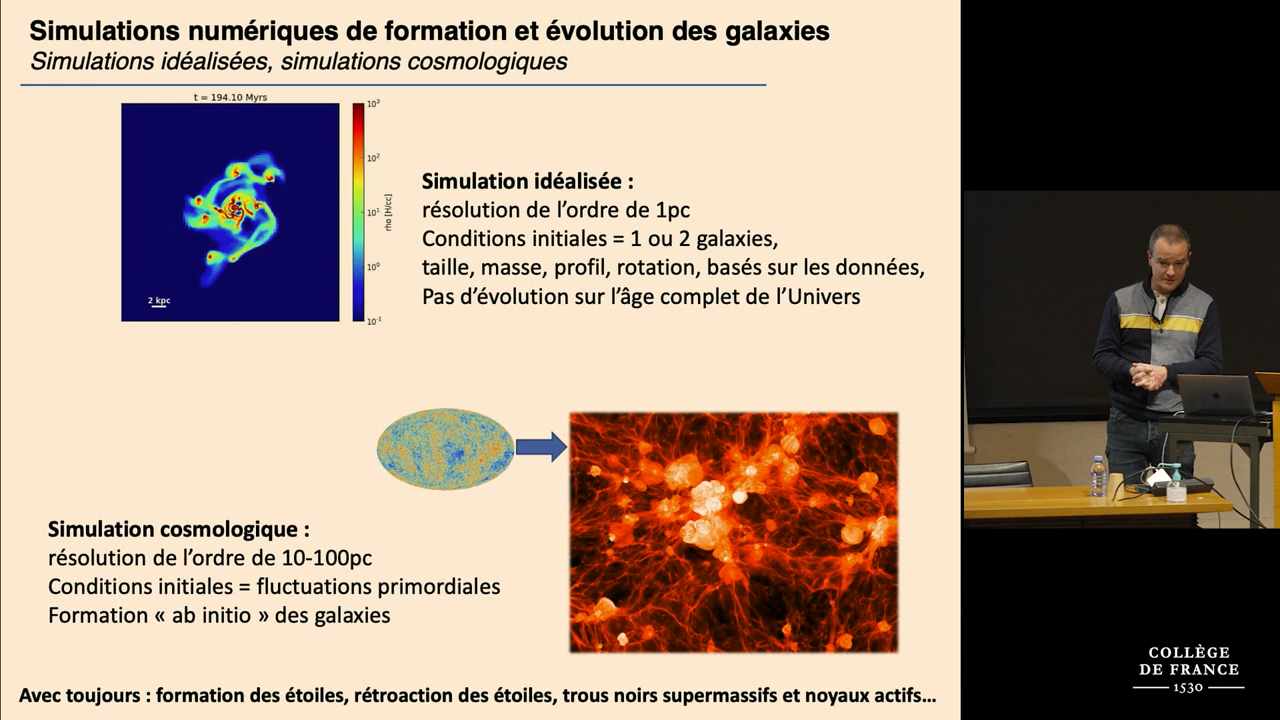 Simulations numériques de formation et évolution des galaxies
Simulations idéalisées, simulations cosmologiques
t = 194.10 Myrs
10³
10²
10¹
10⁰
10⁻¹
rho [H/cc]
2 kpc
Simulation idéalisée :
résolution de l’ordre de 1pc
Conditions initiales = 1 ou 2 galaxies,
taille, masse, profil, rotation, basés sur les données,
Pas d’évolution sur l’âge complet de l’Univers
Simulation cosmologique :
résolution de l’ordre de 10-100pc
Conditions initiales = fluctuations primordiales
Formation « ab initio » des galaxies
Avec toujours : formation des étoiles, rétroaction des étoiles, trous noirs supermassifs et noyaux actifs…
COLLÈGE
DE FRANCE
1530